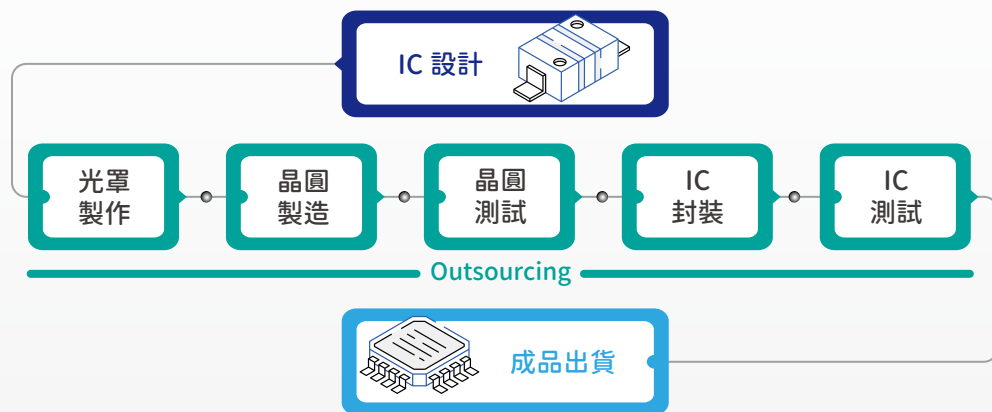 IC 設計
光罩
製作
晶圓
製造
晶圓
測試
IC
封裝
IC
測試
Outsourcing
成品出貨